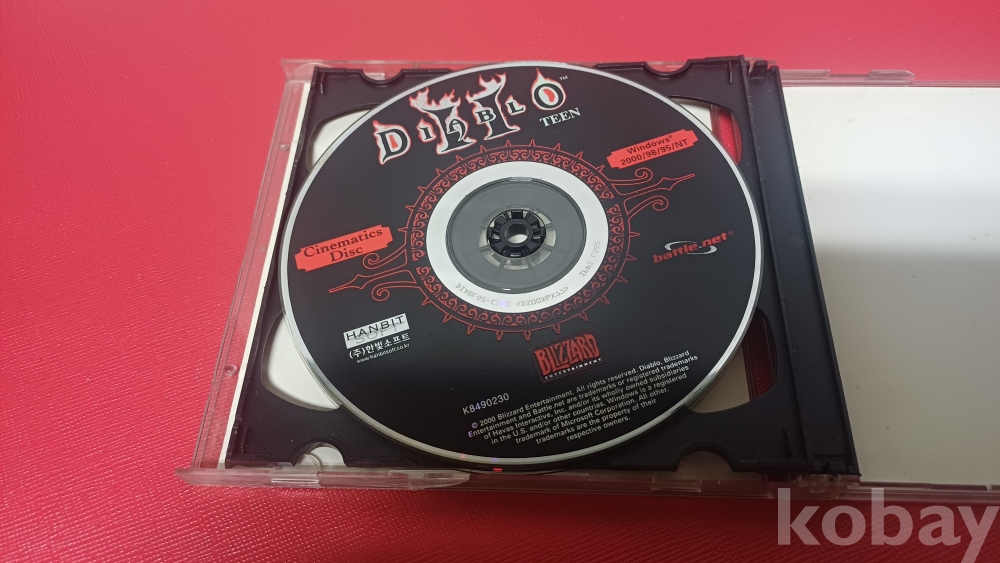 DIABLO II™
TEEN
Windows®
2000/98/95/NT
Cinematics
Disc
battle.net®
HANBIT
SOFT
(주)한빛소프트
www.hanbitsoft.co.kr
BLIZZARD
ENTERTAINMENT
K8490230
© 2000 Blizzard Entertainment. All rights reserved. Diablo, Blizzard
Entertainment and Battle.net are trademarks or registered trademarks
of Havas Interactive, Inc. and/or its wholly owned subsidiaries
in the U.S. and/or other countries. Windows is a registered
trademark of Microsoft Corporation. All other
trademarks are the property of their
respective owners.
kobay